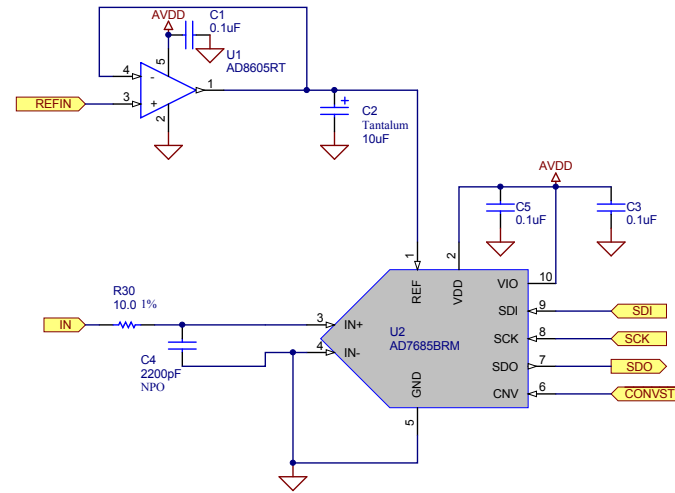 AVDD
C1
0.1uF
U1
AD8605RT
5
4
-
1
REFIN
3
+
2
C2
+
Tantalum
10uF
AVDD
C5
0.1uF
C3
0.1uF
1
2
REF
VDD
VIO
10
R30
10.0 1%
SDI
9
SDI
IN
3
IN+
U2
AD7685BRM
SCK
8
SCK
4
IN-
SDO
7
SDO
C4
2200pF
NPO
GND
CNV
6
CONVST
5